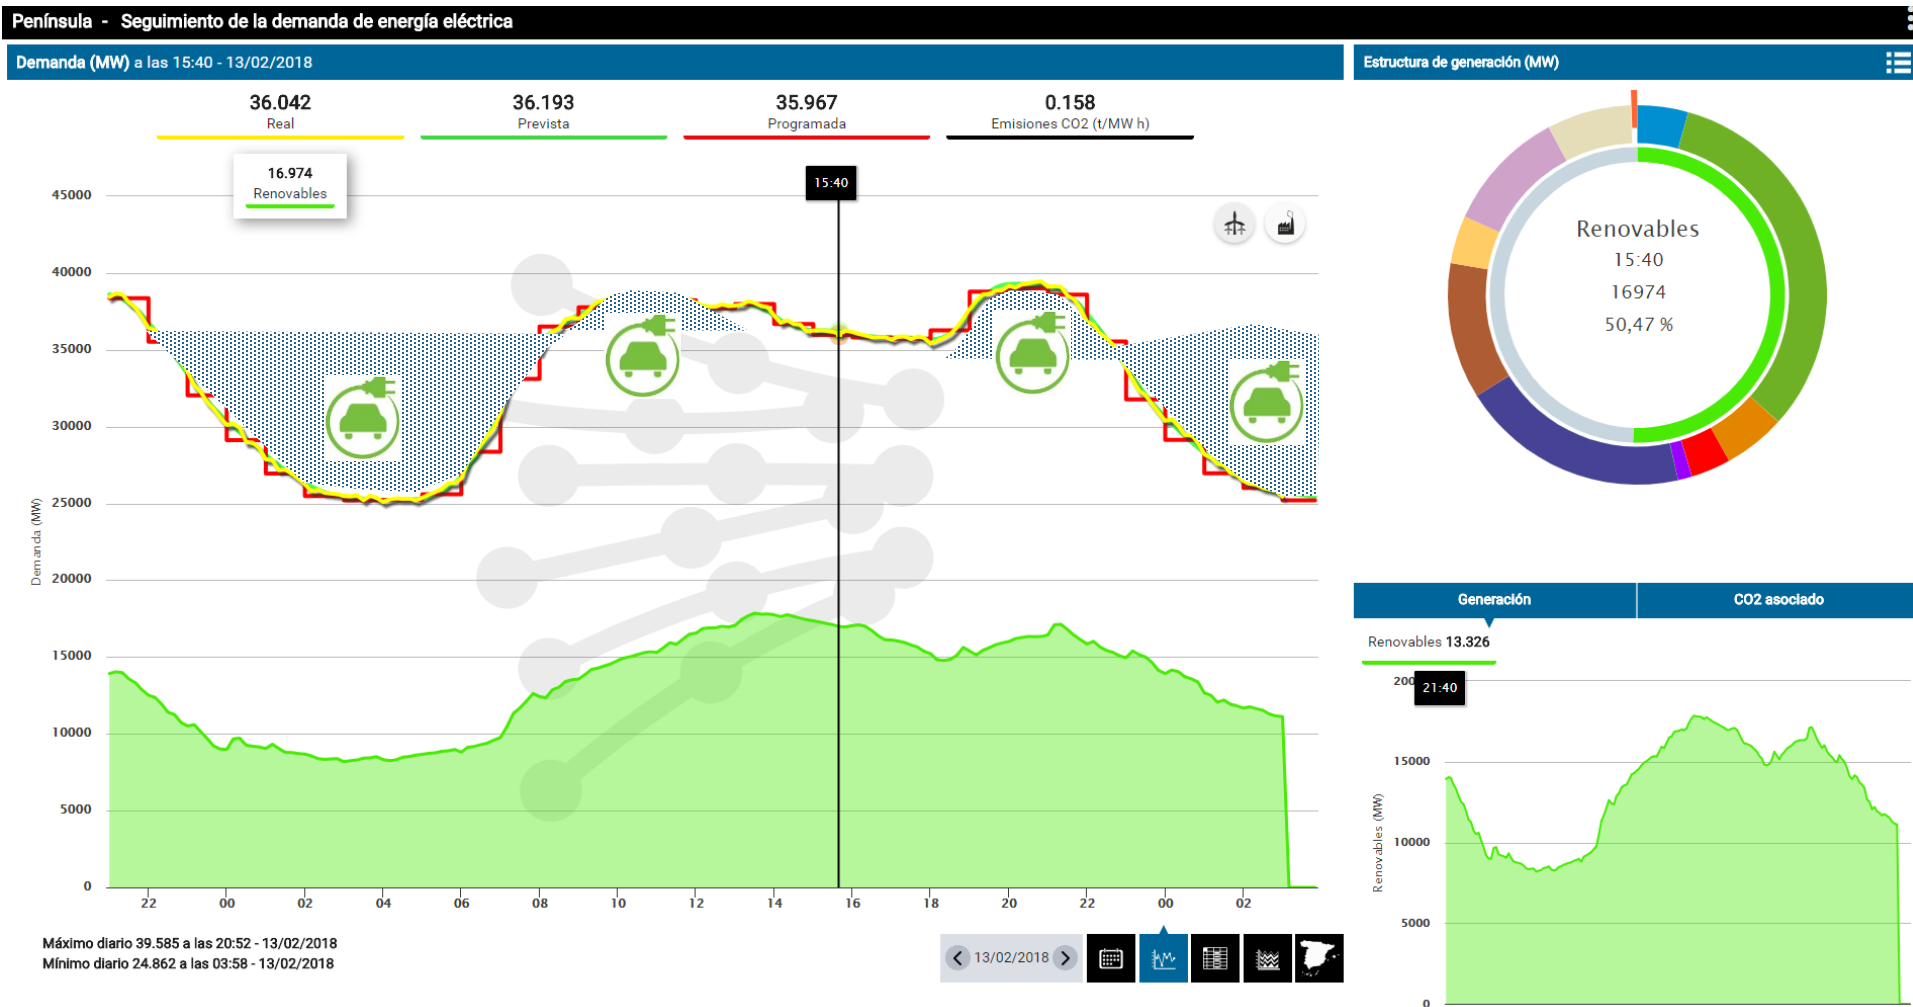 Península - Seguimiento de la demanda de energía eléctrica
Demanda (MW) a las 15:40 - 13/02/2018
36.042
Real
36.193
Prevista
35.967
Programada
0.158
Emisiones CO2 (t/MW h)
16.974
Renovables
15:40
45000
40000
35000
30000
25000
20000
15000
10000
5000
0
Demanda (MW)
22 00 02 04 06 08 10 12 14 16 18 20 22 00 02
Máximo diario 39.585 a las 20:52 - 13/02/2018
Mínimo diario 24.862 a las 03:58 - 13/02/2018
13/02/2018
Estructura de generación (MW)
Renovables
15:40
16974
50,47 %
Generación
CO2 asociado
Renovables 13.326
21:40
15000
10000
5000
0
Renovables (MW)